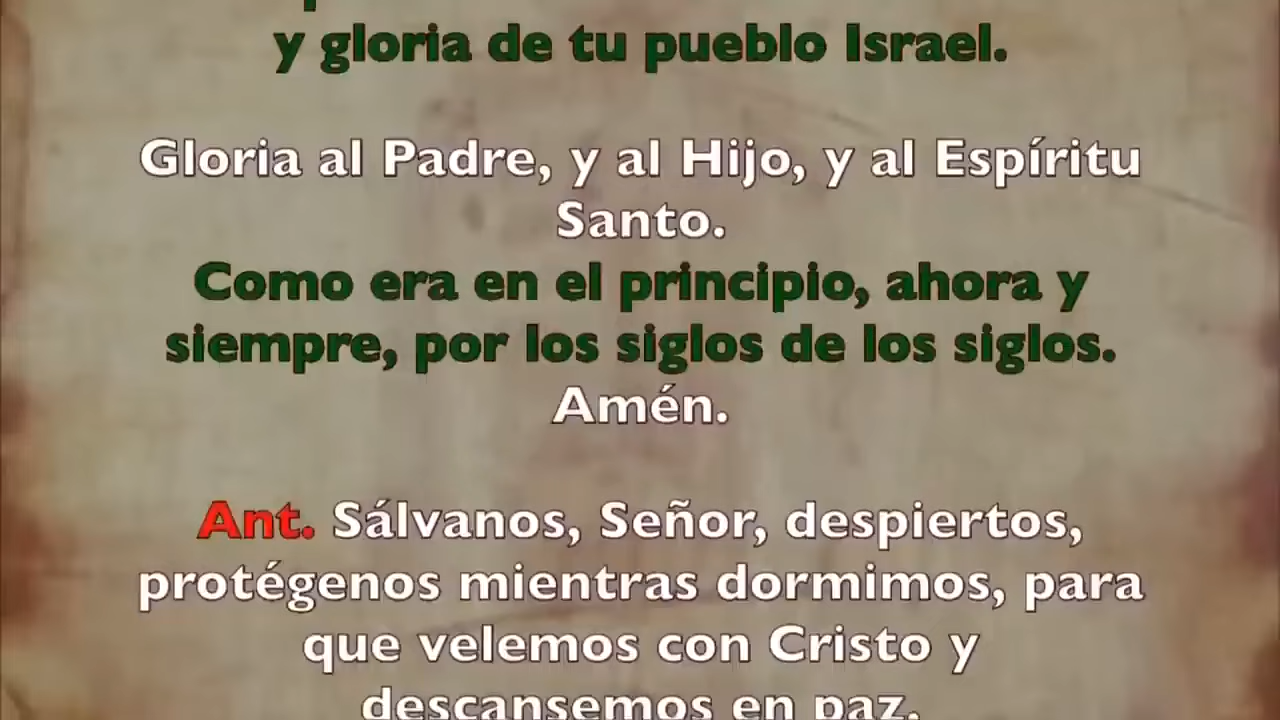 y gloria de tu pueblo Israel.
Gloria al Padre, y al Hijo, y al Espíritu
Santo.
Como era en el principio, ahora y
siempre, por los siglos de los siglos.
Amén.
Ant. Sálvanos, Señor, despiertos,
protégenos mientras dormimos, para
que velemos con Cristo y
descansemos en paz.